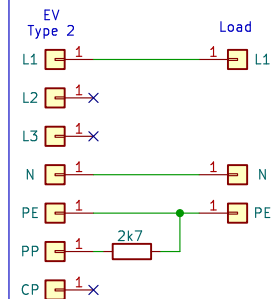 EV
Type 2
Load
L1 1 1 L1
L2 1
L3 1
N 1 1 N
PE 1 1 PE
2k7
PP 1
CP 1